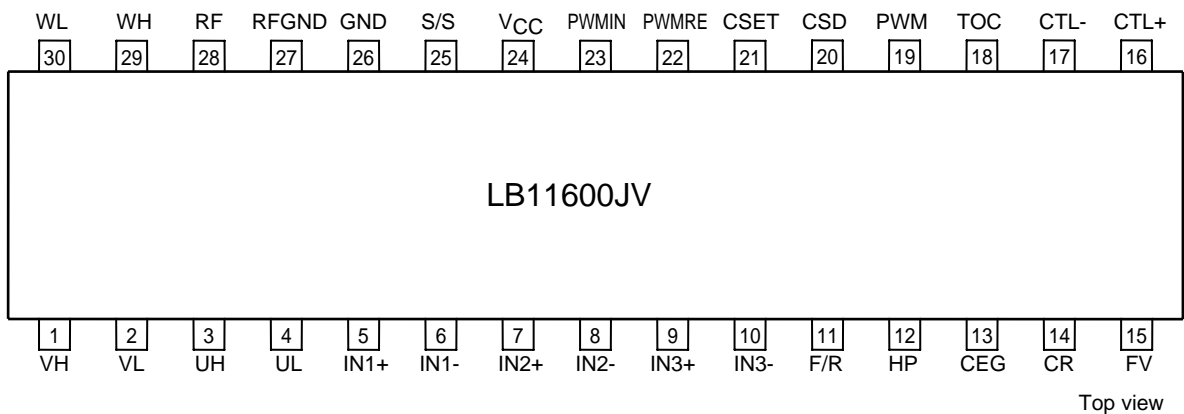 WL WH RF RFGND GND S/S VCC PWMIN PWMRE CSET CSD PWM TOC CTL- CTL+
30 29 28 27 26 25 24 23 22 21 20 19 18 17 16
LB11600JV
1 2 3 4 5 6 7 8 9 10 11 12 13 14 15
VH VL UH UL IN1+ IN1- IN2+ IN2- IN3+ IN3- F/R HP CEG CR FV
Top view